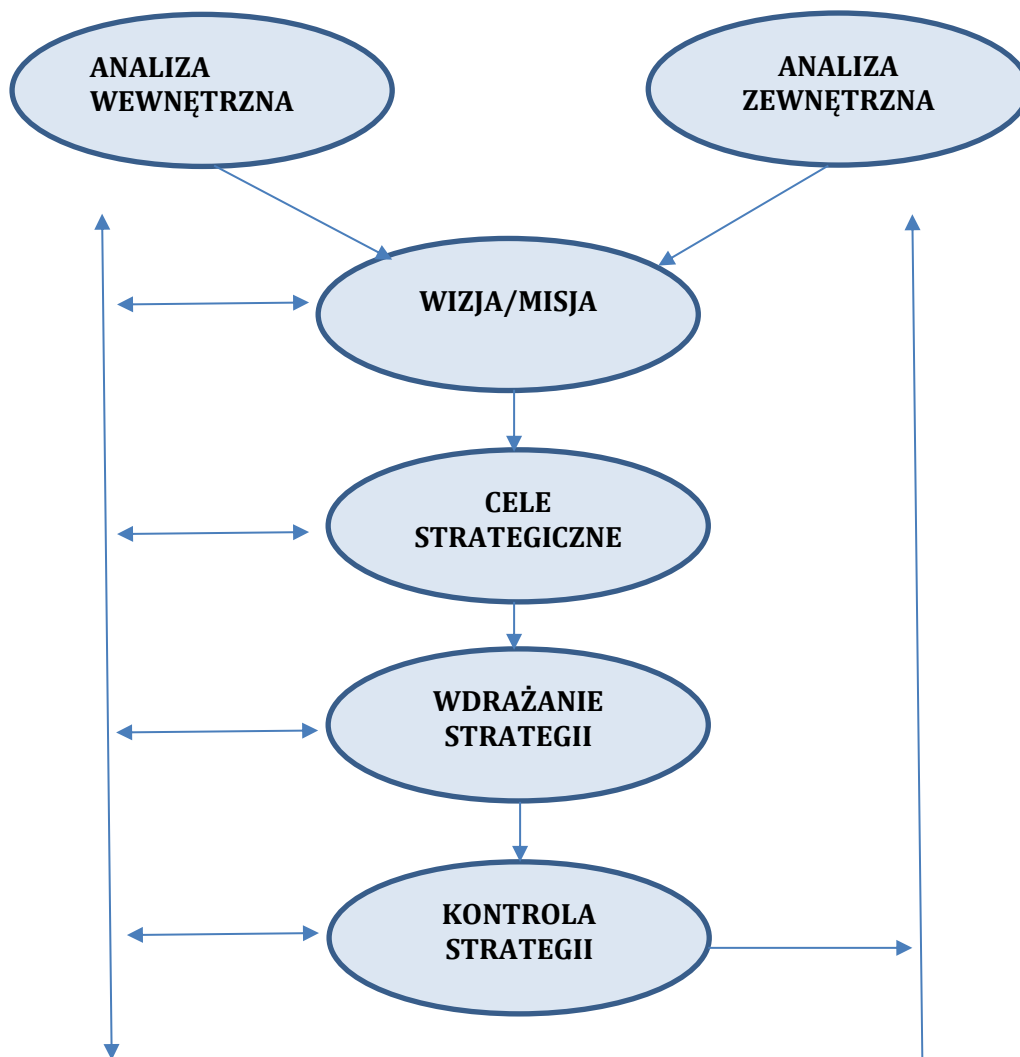 ANALIZA
WEWNĘTRZNA
ANALIZA
ZEWNĘTRZNA
WIZJA/MISJA
CELE
STRATEGICZNE
WDRAŻANIE
STRATEGII
KONTROLA
STRATEGII